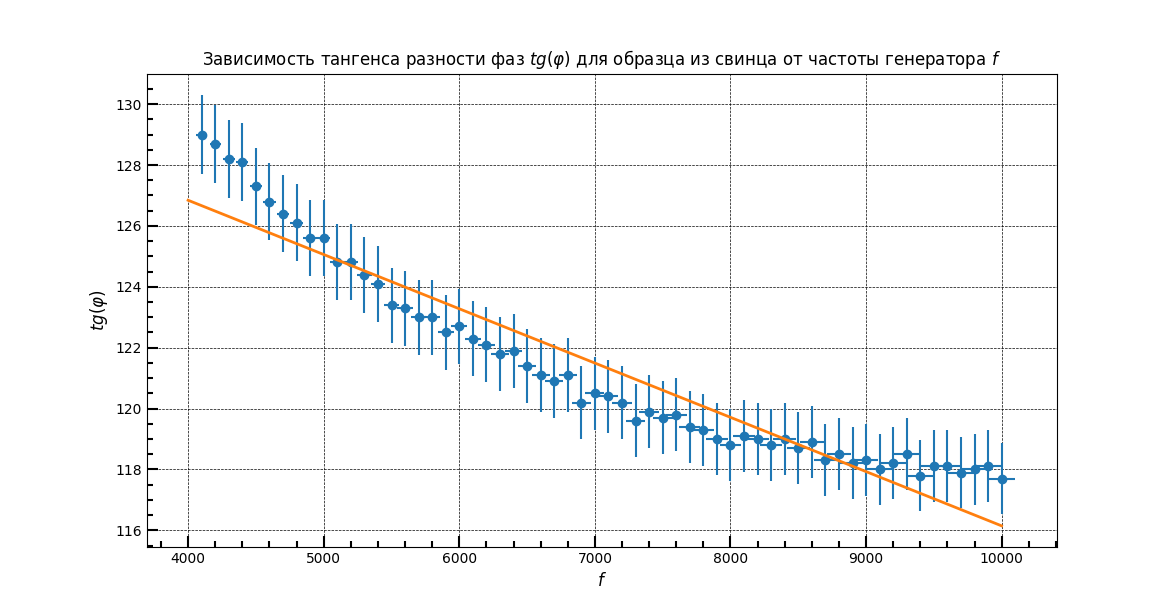 Зависимость тангенса разности фаз tg(φ) для образца из свинца от частоты генератора f
130
128
126
124
122
120
118
116
tg(φ)
4000 5000 6000 7000 8000 9000 10000
f